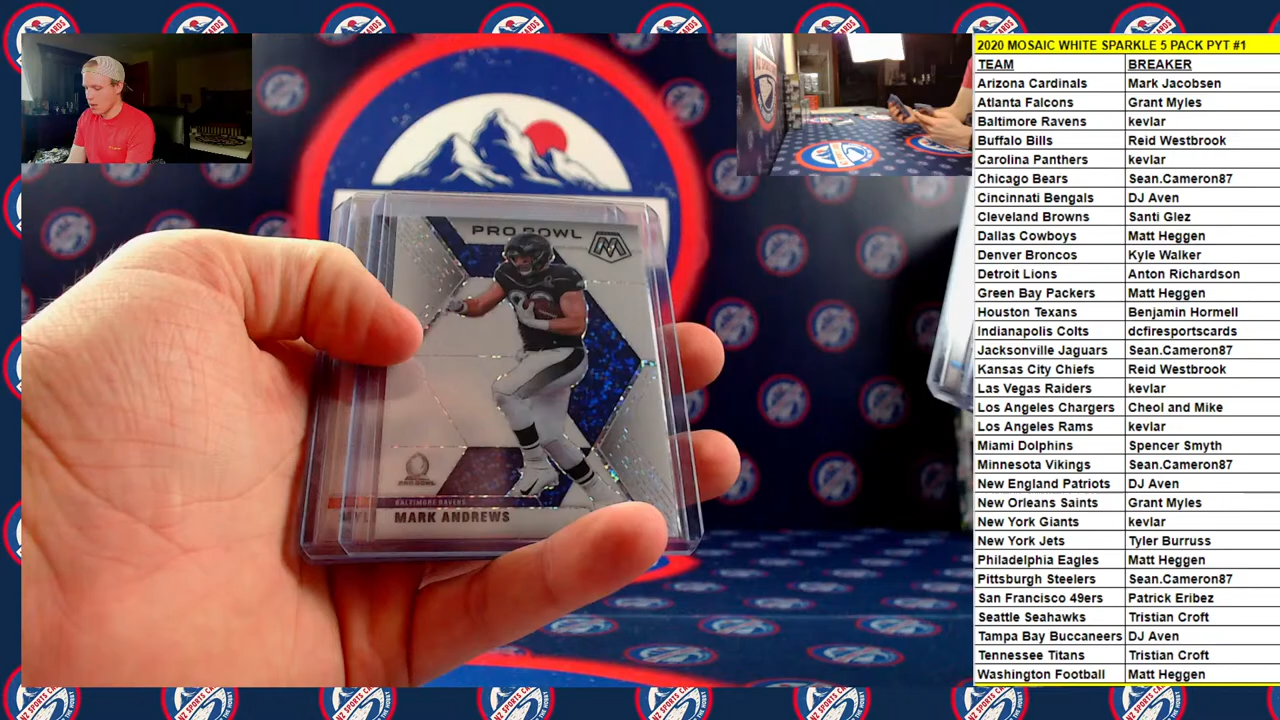 2020 MOSAIC WHITE SPARKLE 5 PACK PYT #1
TEAM BREAKER
Arizona Cardinals Mark Jacobsen
Atlanta Falcons Grant Myles
Baltimore Ravens kevlar
Buffalo Bills Reid Westbrook
Carolina Panthers kevlar
Chicago Bears Sean.Cameron87
Cincinnati Bengals DJ Aven
Cleveland Browns Santi Glez
Dallas Cowboys Matt Heggen
Denver Broncos Kyle Walker
Detroit Lions Anton Richardson
Green Bay Packers Matt Heggen
Houston Texans Benjamin Hormell
Indianapolis Colts dcfiresportscards
Jacksonville Jaguars Sean.Cameron87
Kansas City Chiefs Reid Westbrook
Las Vegas Raiders kevlar
Los Angeles Chargers Cheol and Mike
Los Angeles Rams kevlar
Miami Dolphins Spencer Smyth
Minnesota Vikings Sean.Cameron87
New England Patriots DJ Aven
New Orleans Saints Grant Myles
New York Giants kevlar
New York Jets Tyler Burruss
Philadelphia Eagles Matt Heggen
Pittsburgh Steelers Sean.Cameron87
San Francisco 49ers Patrick Eribez
Seattle Seahawks Tristian Croft
Tampa Bay Buccaneers DJ Aven
Tennessee Titans Tristian Croft
Washington Football Matt Heggen
PRO BOWL
M
PRO BOWL
BALTIMORE RAVENS
MARK ANDREWS